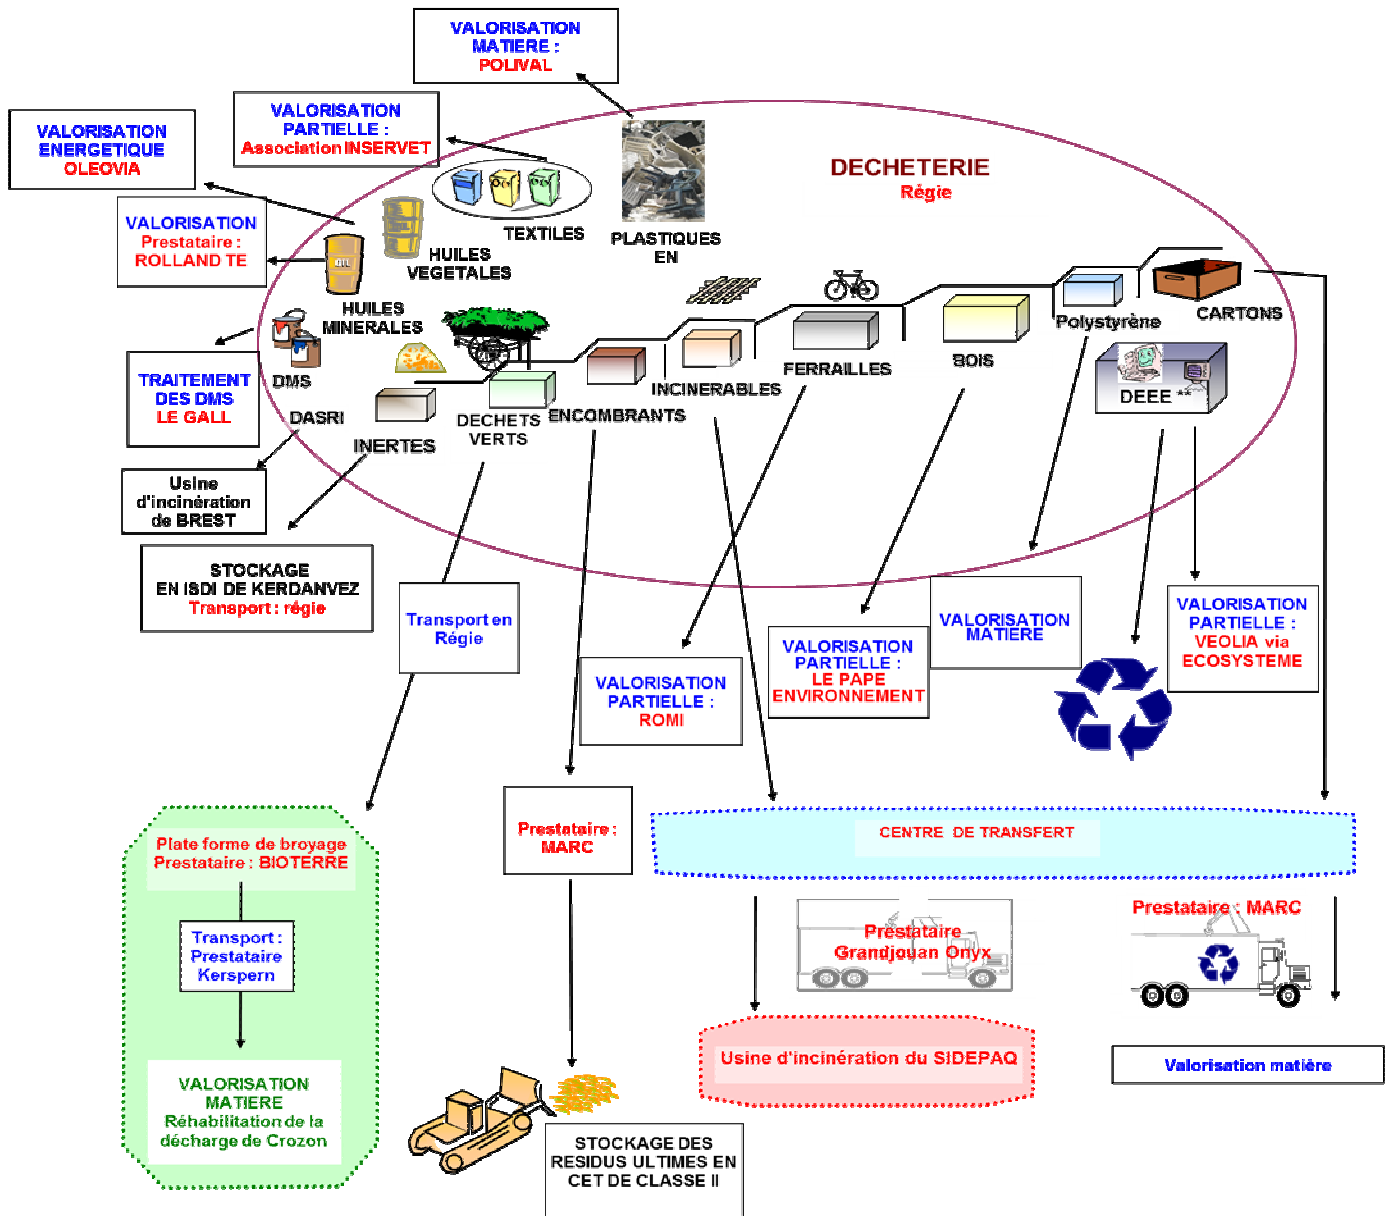 VALORISATION
MATIERE :
POLIVAL
VALORISATION
PARTIELLE :
Association INSERVET
VALORISATION
ENERGETIQUE
OLEOVIA
VALORISATION
Prestataire :
ROLLAND TE
DECHETERIE
Régie
TEXTILES
PLASTIQUES
EN
HUILES
VEGETALES
OIL
HUILES
MINERALES
CARTONS
Polystyrène
BOIS
FERRAILLES
INCINERABLES
ENCOMBRANTS
DECHETS
VERTS
INERTES
DMS
DASRI
DEEE **
TRAITEMENT
DES DMS
LE GALL
Usine
d'incinération
de BREST
STOCKAGE
EN ISDI DE KERDANVEZ
Transport : régie
Transport en
Régie
VALORISATION
PARTIELLE :
ROMI
VALORISATION
PARTIELLE :
LE PAPE
ENVIRONNEMENT
VALORISATION
MATIERE
VALORISATION
PARTIELLE :
VEOLIA via
ECOSYSTEME
Plate forme de broyage
Prestataire : BIOTERRE
Transport :
Prestataire
Kerspern
VALORISATION
MATIERE
Réhabilitation de la
décharge de Crozon
Prestataire :
MARC
CENTRE DE TRANSFERT
Prestataire
Grandjouan Onyx
Prestataire : MARC
Usine d'incinération du SIDEPAQ
Valorisation matière
STOCKAGE DES
RESIDUS ULTIMES EN
CET DE CLASSE II